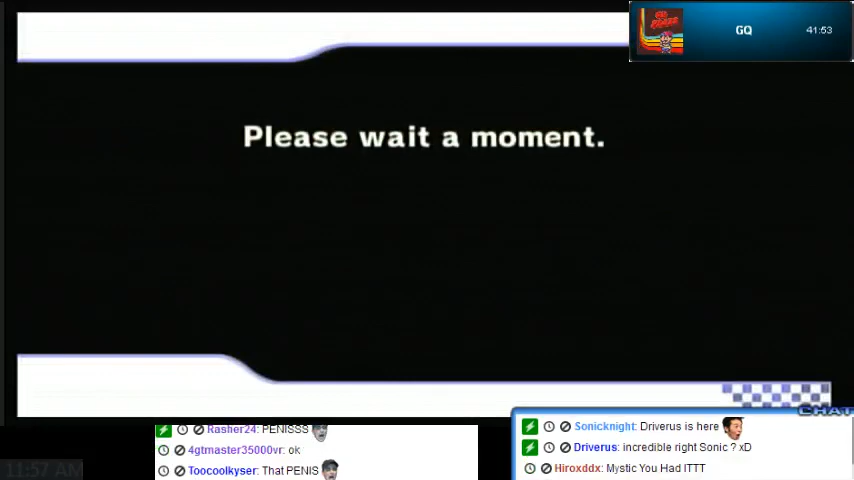 GQ
41:53
Please wait a moment.
CHAT
Rasher24: PENISSS
4gtmaster35000vr: ok
Toocoolkyser: That PENIS
Sonicknight: Driverus is here
Driverus: incredible right Sonic ? xD
Hiroxddx: Mystic You Had ITTT
11:57 AM